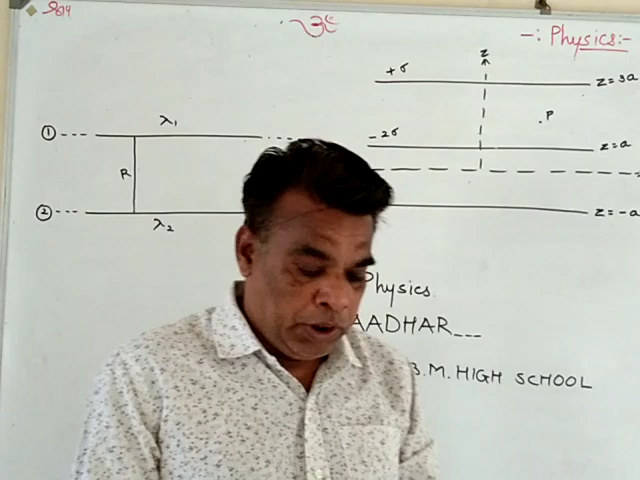 ૐ
-: Physics:-
Z
+σ
Z=3a
.P
① λ₁
-2σ
Z=a
R
② λ₂
Z=-a
Physics.
AADHAR---
B.M. HIGH SCHOOL